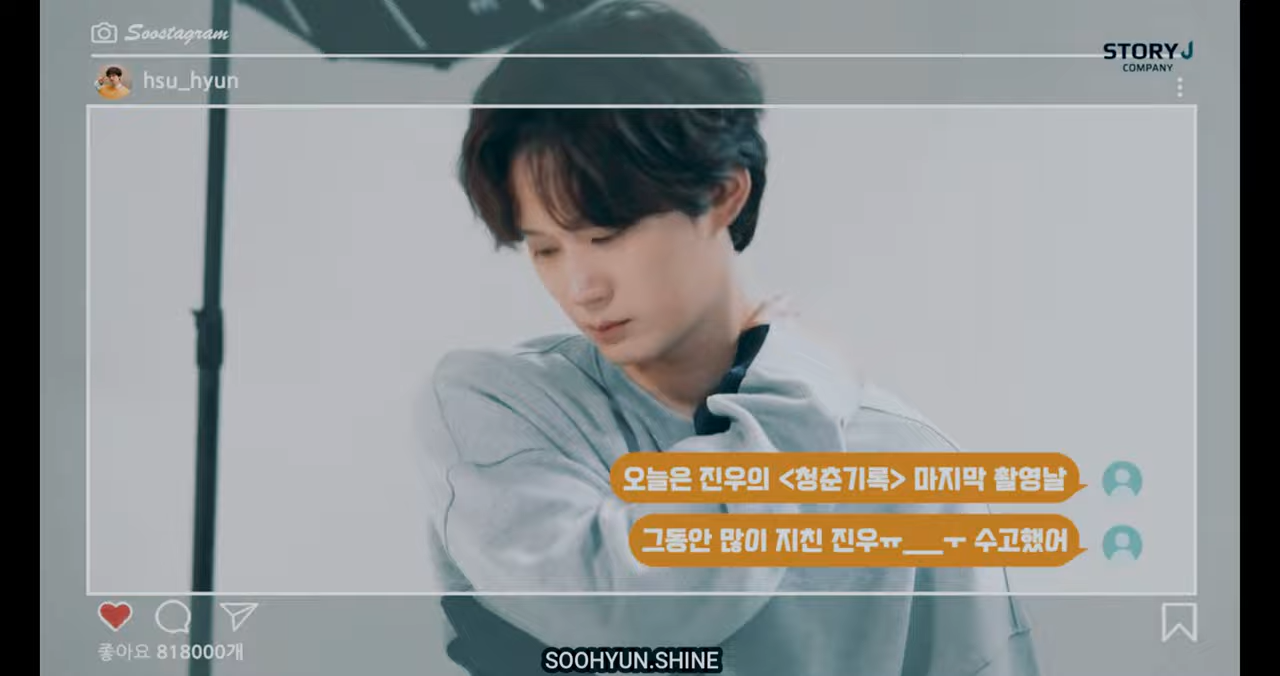 Soostagram
STORY J
COMPANY
hsu_hyun
오늘은 진우의 <청춘기록> 마지막 촬영날
그동안 많이 지친 진우ㅠ___ㅜ 수고했어
좋아요 818000개
SOOHYUN.SHINE